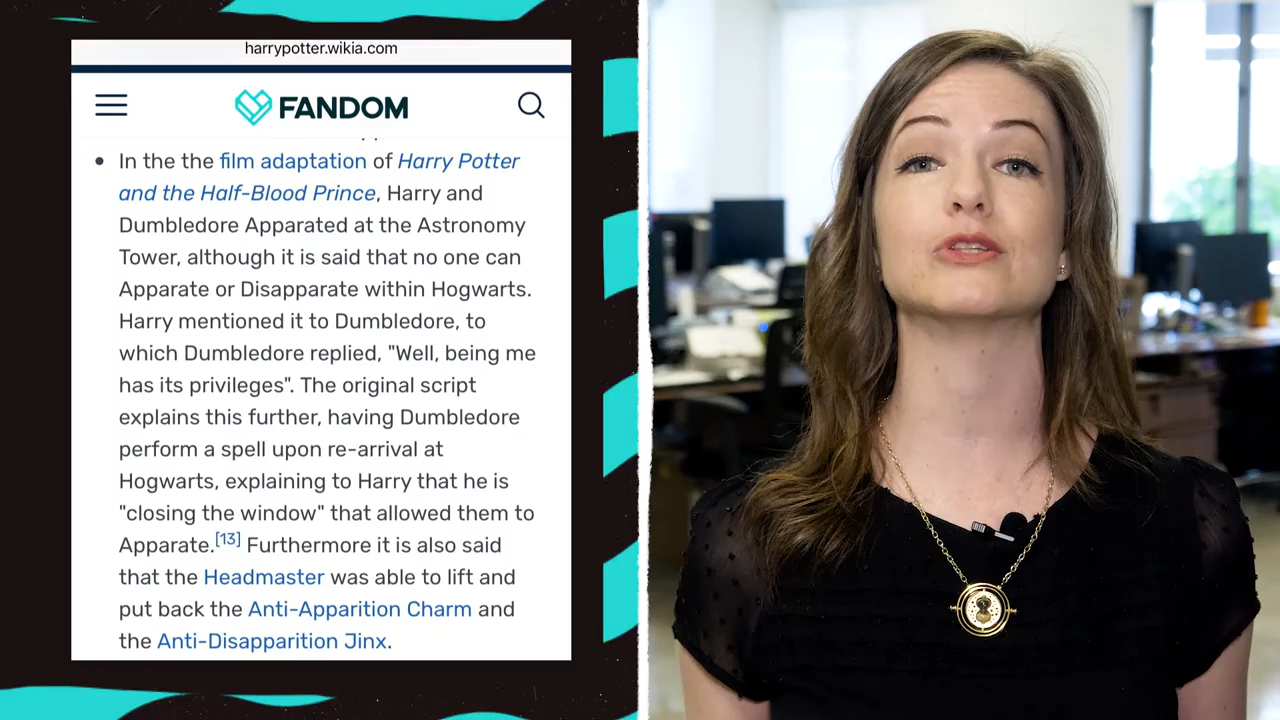 harrypotter.wikia.com
FANDOM
In the the film adaptation of Harry Potter
and the Half-Blood Prince, Harry and
Dumbledore Apparated at the Astronomy
Tower, although it is said that no one can
Apparate or Disapparate within Hogwarts.
Harry mentioned it to Dumbledore, to
which Dumbledore replied, "Well, being me
has its privileges". The original script
explains this further, having Dumbledore
perform a spell upon re-arrival at
Hogwarts, explaining to Harry that he is
"closing the window" that allowed them to
Apparate.[13] Furthermore it is also said
that the Headmaster was able to lift and
put back the Anti-Apparition Charm and
the Anti-Disapparition Jinx.